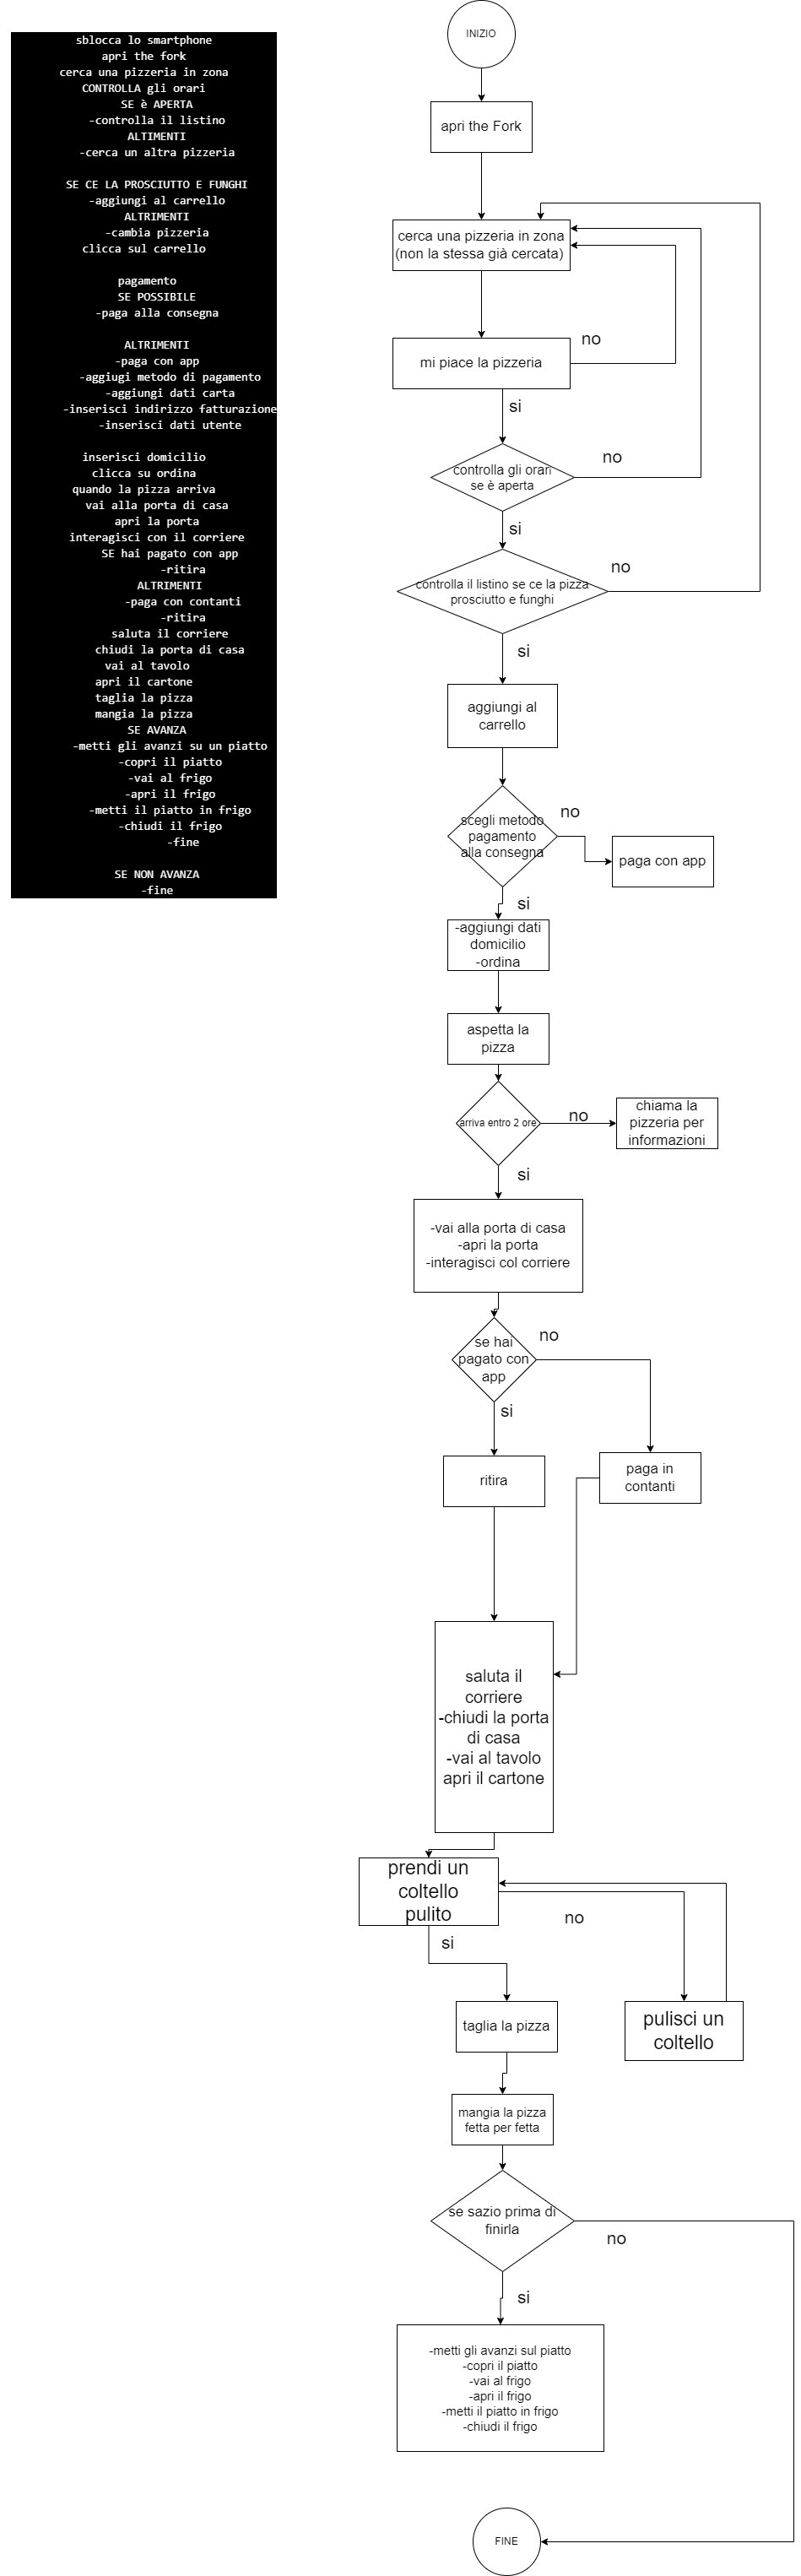 sblocca lo smartphone
apri the fork
cerca una pizzeria in zona
CONTROLLA gli orari
SE è APERTA
-controlla il listino
ALTIMENTI
-cerca un altra pizzeria
SE CE LA PROSCIUTTO E FUNGHI
-aggiungi al carrello
ALTRIMENTI
-cambia pizzeria
clicca sul carrello
pagamento
SE POSSIBILE
-paga alla consegna
ALTRIMENTI
-paga con app
-aggiugi metodo di pagamento
-aggiungi dati carta
-inserisci indirizzo fatturazione
-inserisci dati utente
inserisci domicilio
clicca su ordina
quando la pizza arriva
vai alla porta di casa
apri la porta
interagisci con il corriere
SE hai pagato con app
-ritira
ALTRIMENTI
-paga con contanti
-ritira
saluta il corriere
chiudi la porta di casa
vai al tavolo
apri il cartone
taglia la pizza
mangia la pizza
SE AVANZA
-metti gli avanzi su un piatto
-copri il piatto
-vai al frigo
-apri il frigo
-metti il piatto in frigo
-chiudi il frigo
-fine
SE NON AVANZA
-fine
INIZIO
apri the Fork
cerca una pizzeria in zona
(non la stessa già cercata)
mi piace la pizzeria
no
si
controlla gli orari
se è aperta
no
si
controlla il listino se ce la pizza
prosciutto e funghi
no
si
aggiungi al
carrello
scegli metodo
pagamento
alla consegna
no
paga con app
si
-aggiungi dati
domicilio
-ordina
aspetta la
pizza
arriva entro 2 ore
no
chiama la
pizzeria per
informazioni
si
-vai alla porta di casa
-apri la porta
-interagisci col corriere
se hai
pagato con
app
no
si
ritira
paga in
contanti
saluta il
corriere
-chiudi la porta
di casa
-vai al tavolo
apri il cartone
prendi un
coltello
pulito
no
si
taglia la pizza
pulisci un
coltello
mangia la pizza
fetta per fetta
se sazio prima di
finirla
no
si
-metti gli avanzi sul piatto
-copri il piatto
-vai al frigo
-apri il frigo
-metti il piatto in frigo
-chiudi il frigo
FINE